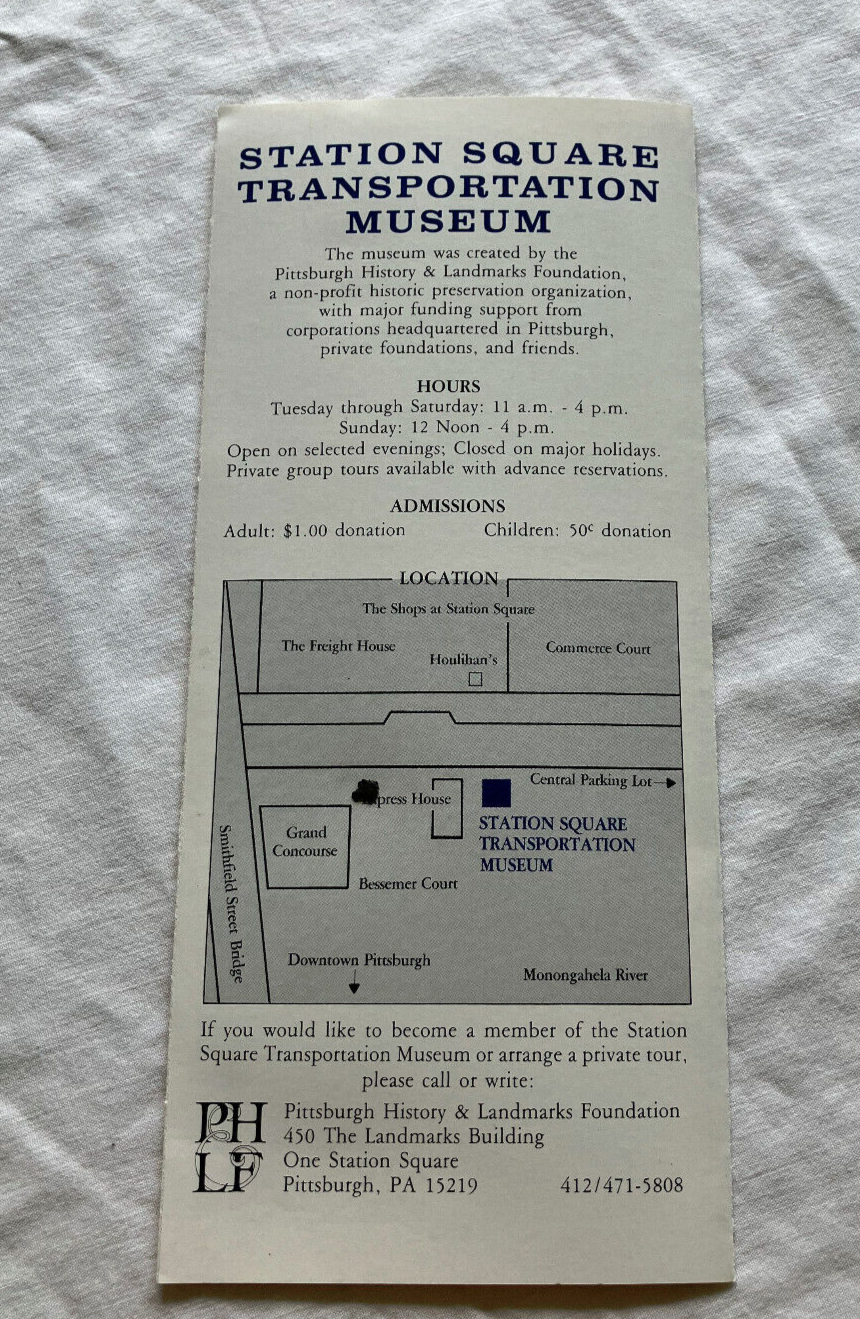 STATION SQUARE
TRANSPORTATION
MUSEUM
The museum was created by the
Pittsburgh History & Landmarks Foundation,
a non-profit historic preservation organization,
with major funding support from
corporations headquartered in Pittsburgh,
private foundations, and friends.
HOURS
Tuesday through Saturday: 11 a.m. - 4 p.m.
Sunday: 12 Noon - 4 p.m.
Open on selected evenings; Closed on major holidays.
Private group tours available with advance reservations.
ADMISSIONS
Adult: $1.00 donation Children: 50¢ donation
LOCATION
The Shops at Station Square
The Freight House
Houlihan's
Commerce Court
Central Parking Lot
House
STATION SQUARE
TRANSPORTATION
MUSEUM
Grand
Concourse
Bessemer Court
Smithfield Street Bridge
Downtown Pittsburgh
Monongahela River
If you would like to become a member of the Station
Square Transportation Museum or arrange a private tour,
please call or write:
PH
LF
Pittsburgh History & Landmarks Foundation
450 The Landmarks Building
One Station Square
Pittsburgh, PA 15219 412/471-5808